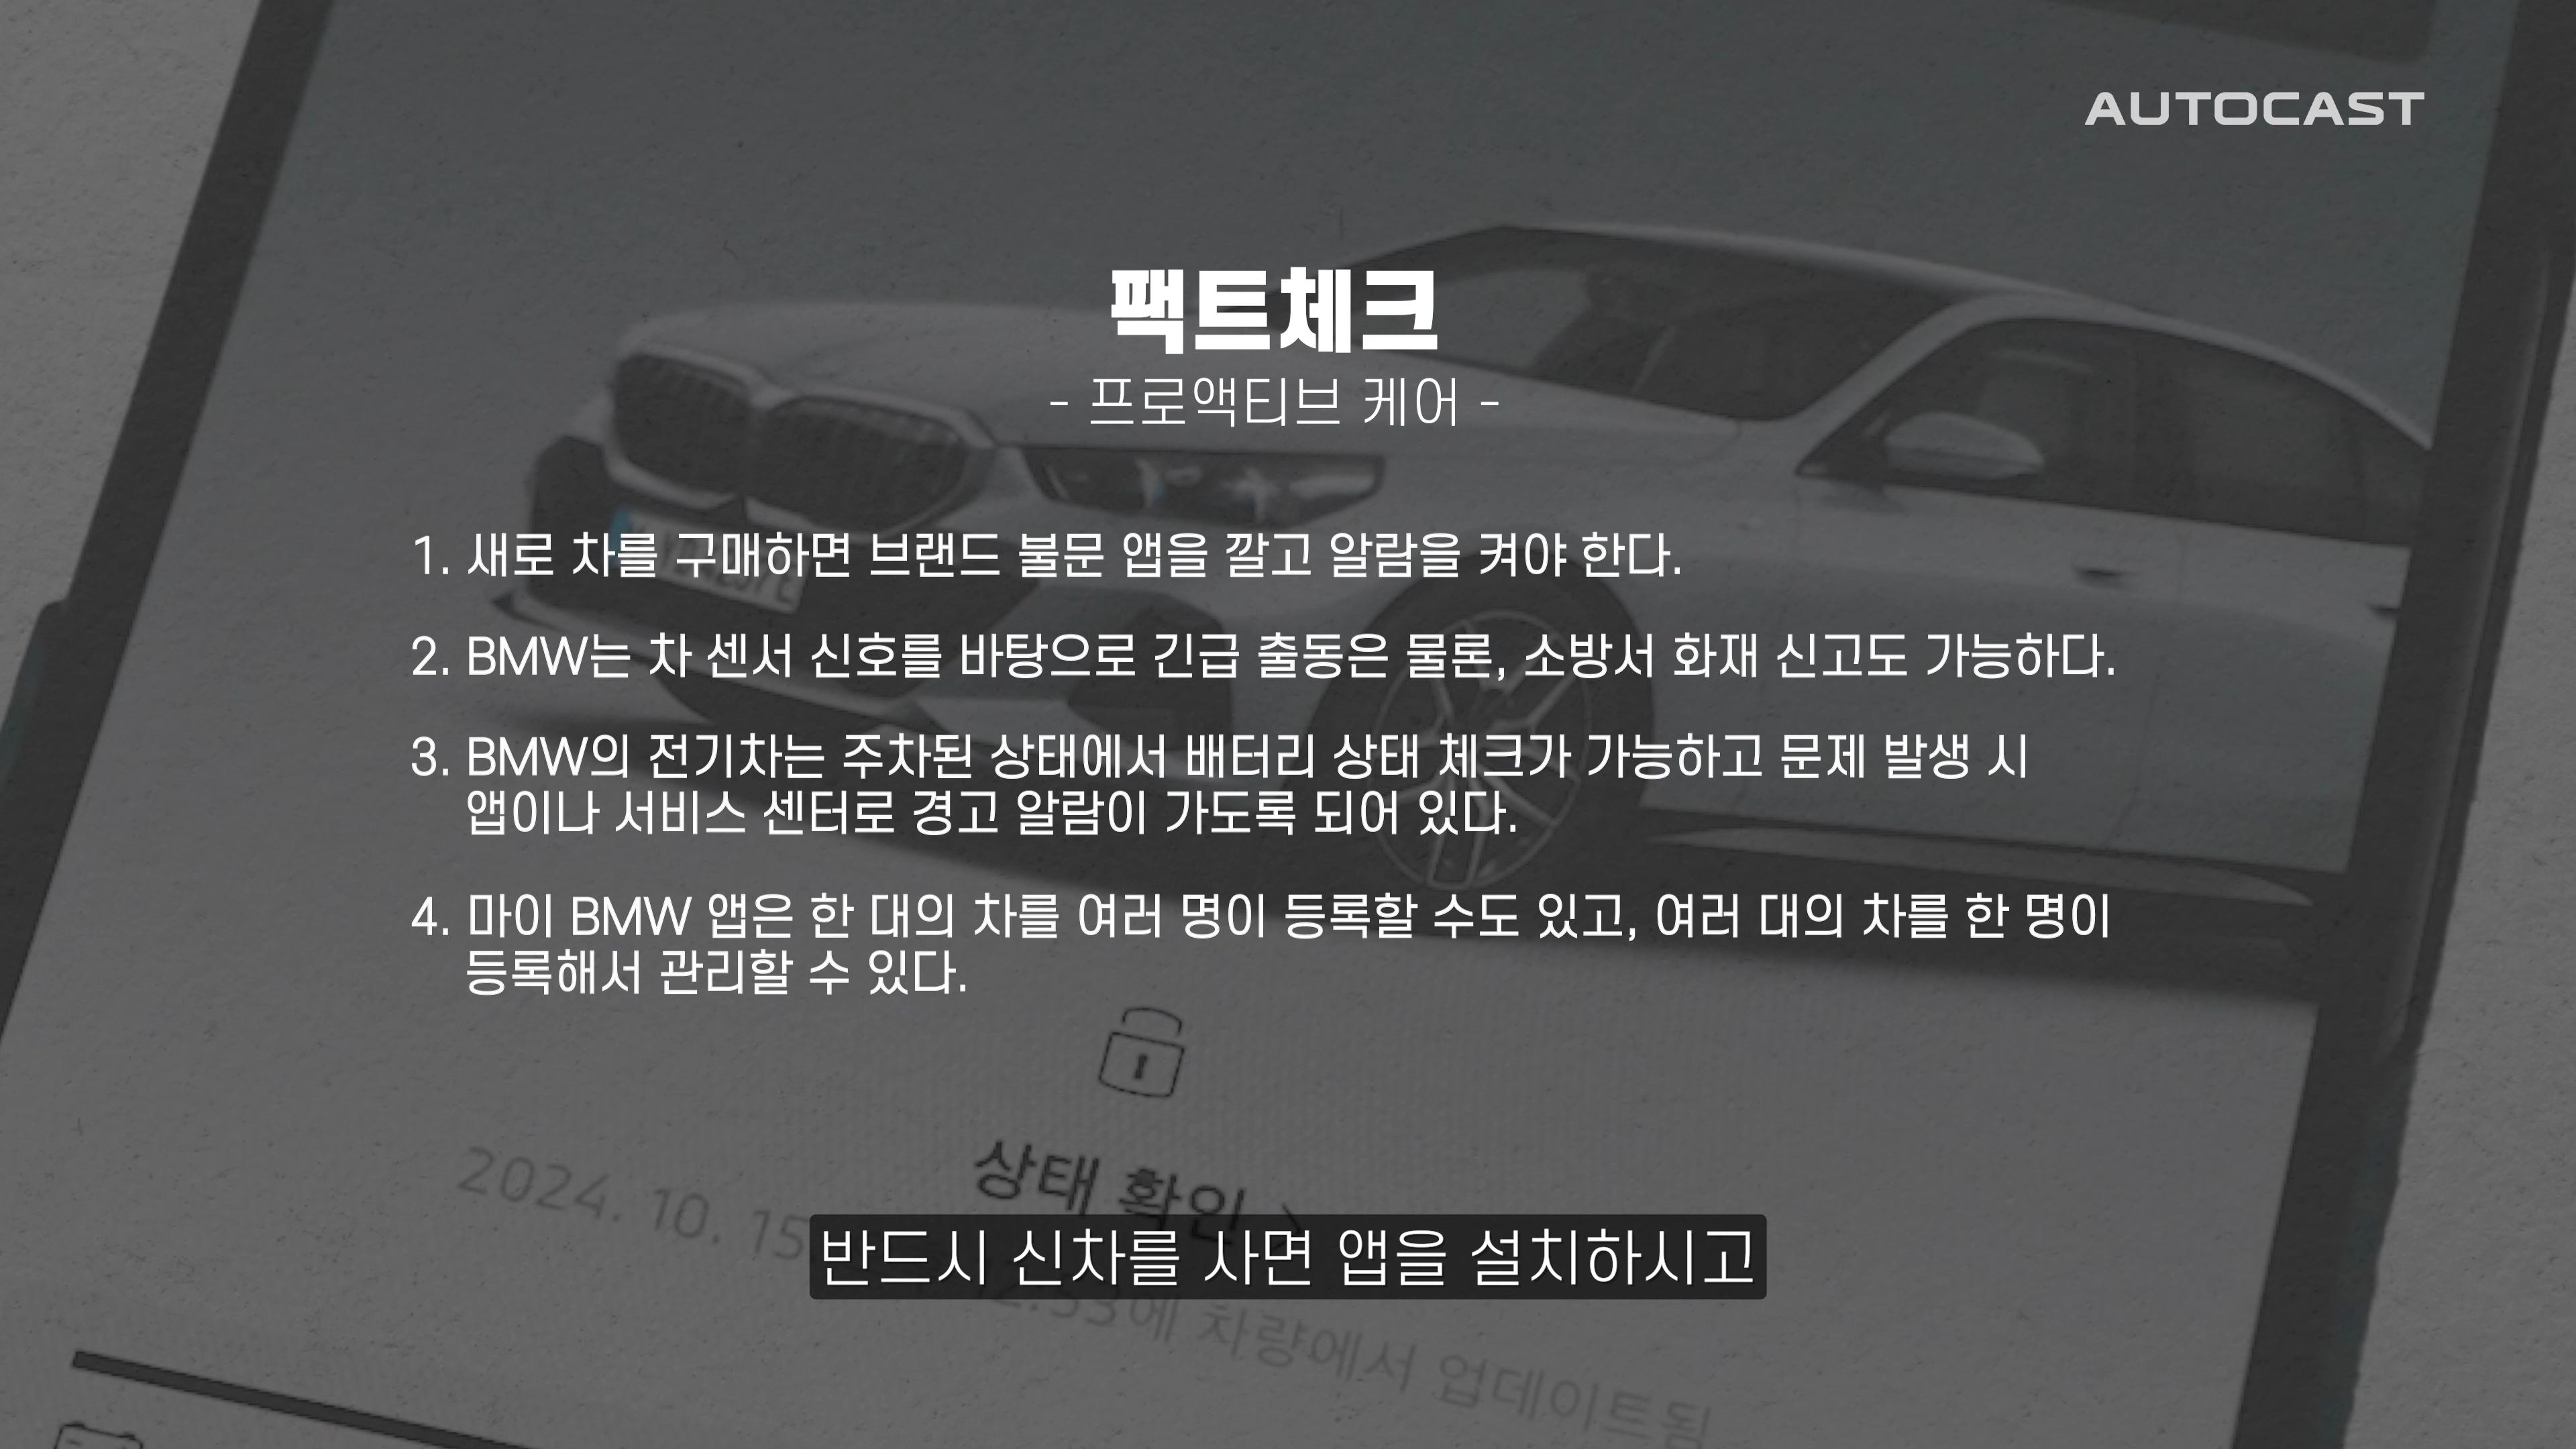 AUTOCAST
팩트체크
- 프로액티브 케어 -
1. 새로 차를 구매하면 브랜드 불문 앱을 깔고 알람을 켜야 한다.
2. BMW는 차 센서 신호를 바탕으로 긴급 출동은 물론, 소방서 화재 신고도 가능하다.
3. BMW의 전기차는 주차된 상태에서 배터리 상태 체크가 가능하고 문제 발생 시
앱이나 서비스 센터로 경고 알람이 가도록 되어 있다.
4. 마이 BMW 앱은 한 대의 차를 여러 명이 등록할 수도 있고, 여러 대의 차를 한 명이
등록해서 관리할 수 있다.
상태 확인 >
2024. 10. 15
에 차량에서 업데이트됨
반드시 신차를 사면 앱을 설치하시고